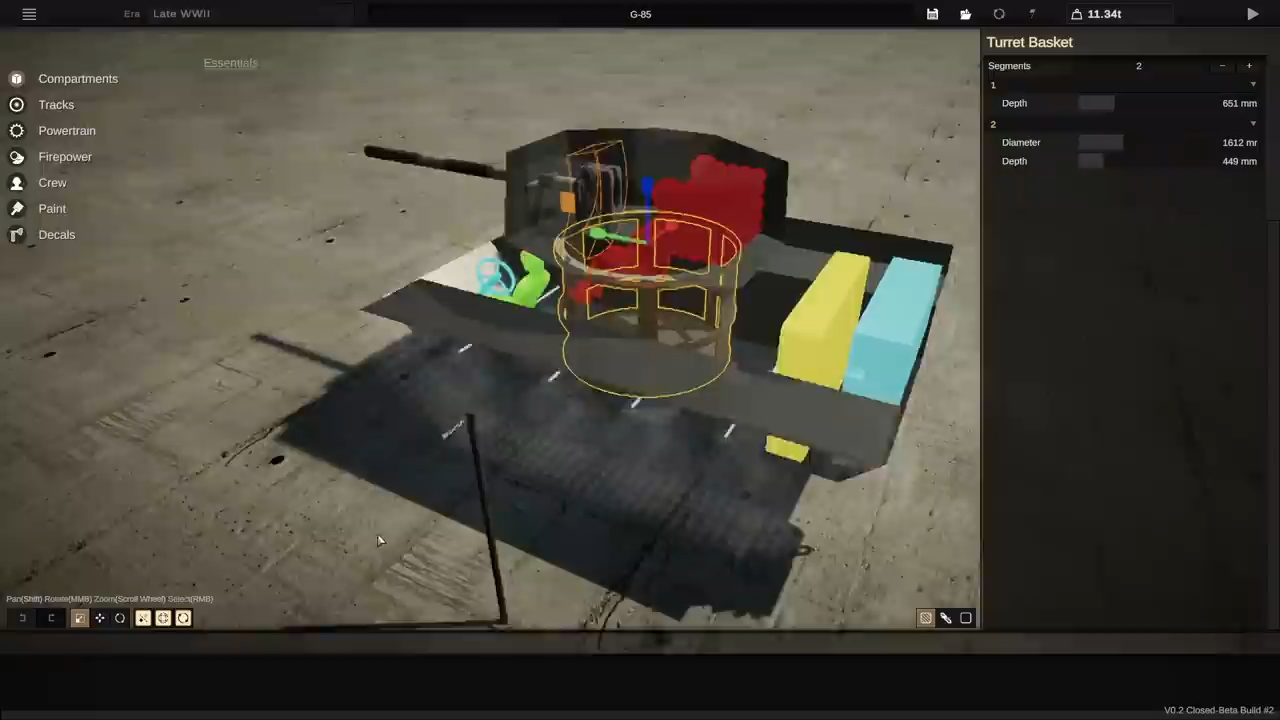 Era Late WWII G-85 11.34t
Turret Basket
Essentials
Segments 2 − +
1
Depth 651 mm
2
Diameter 1612 mr
Depth 449 mm
Compartments
Tracks
Powertrain
Firepower
Crew
Paint
Decals
Pan(Shift) Rotate(MMB) Zoom(Scroll Wheel) Select(RMB)
V0.2 Closed-Beta Build #2